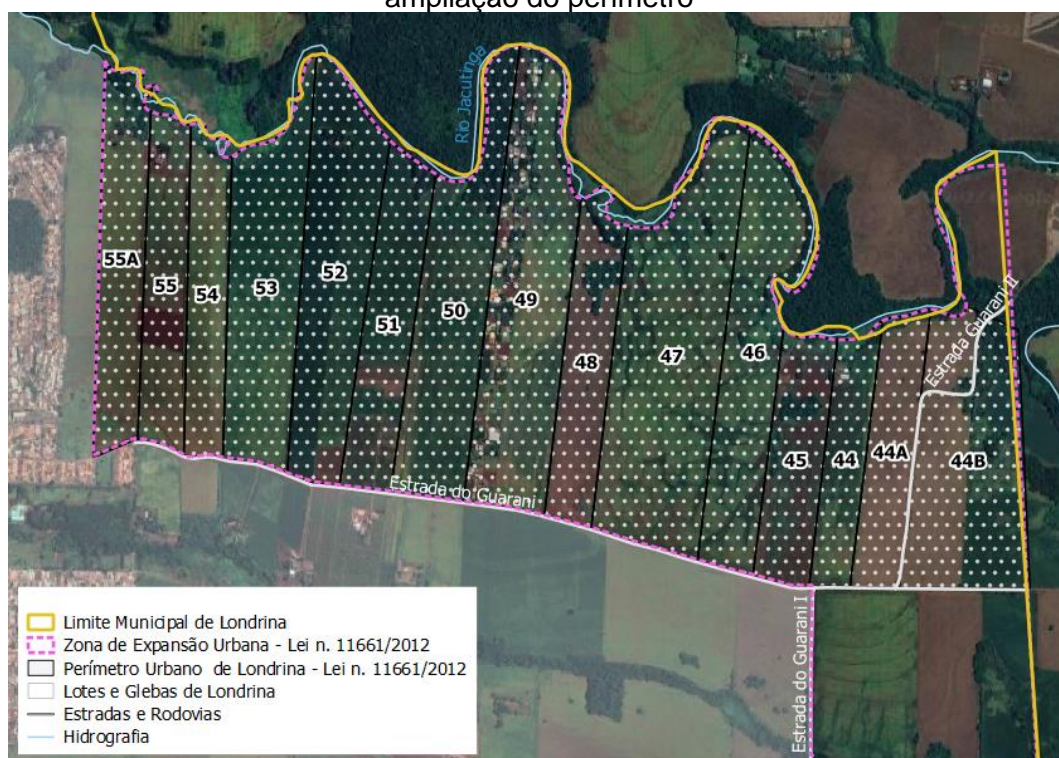 ampliação do perímetro
Rio Jacutinga
55A
55
54
53
52
51
50
49
48
47
46
45
44
44A
44B
Estrada Guarani II
Estrada do Guarani
Estrada do Guarani I
Limite Municipal de Londrina
Zona de Expansão Urbana - Lei n. 11661/2012
Perímetro Urbano de Londrina - Lei n. 11661/2012
Lotes e Glebas de Londrina
Estradas e Rodovias
Hidrografia